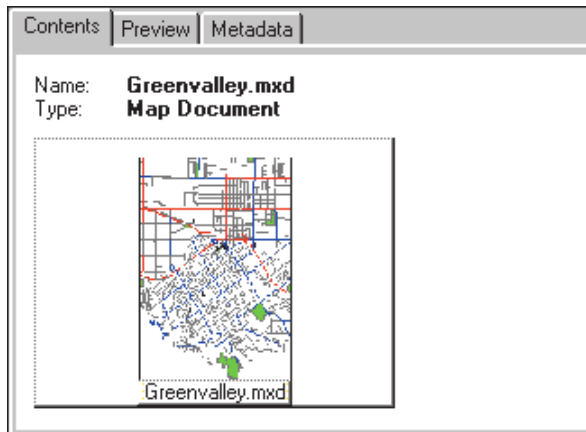 Contents Preview Metadata
Name: Greenvalley.mxd
Type: Map Document
Greenvalley.mxd